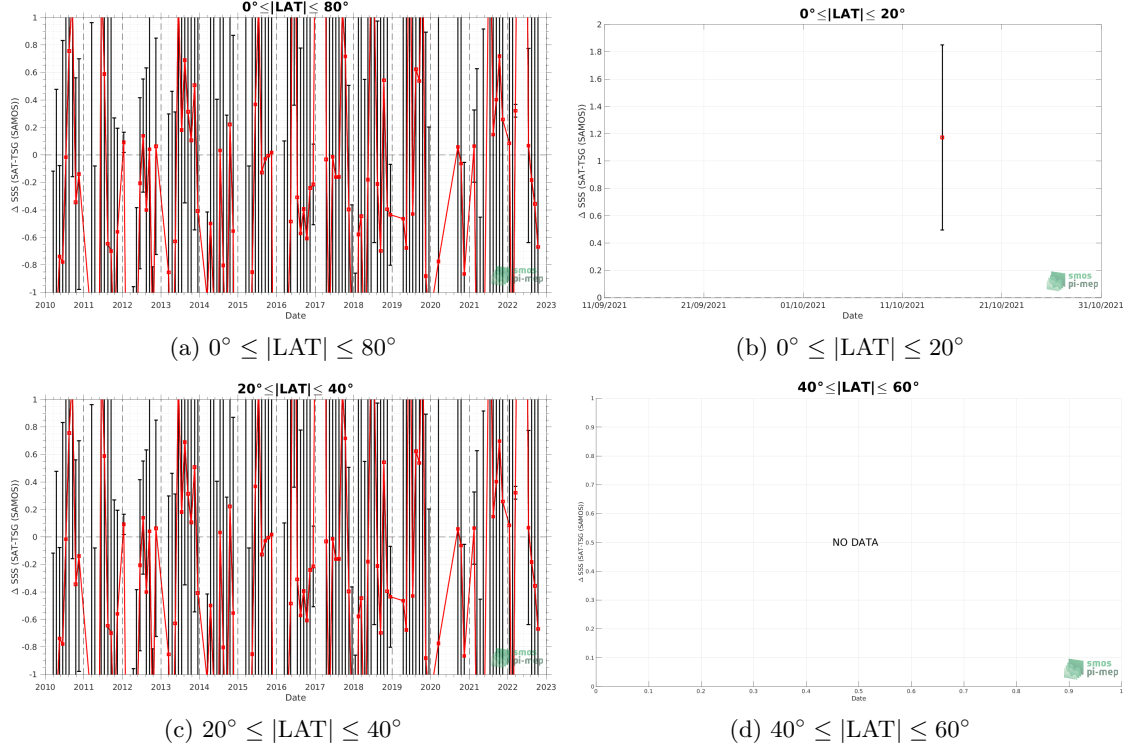 0°≤|LAT|≤ 80°
Δ SSS (SAT-TSG (SAMOS))
1
0.8
0.6
0.4
0.2
0
-0.2
-0.4
-0.6
-0.8
-1
2010 2011 2012 2013 2014 2015 2016 2017 2018 2019 2020 2021 2022 2023
Date
smos
pi-mep
(a) 0° ≤ |LAT| ≤ 80°
0°≤|LAT|≤ 20°
Δ SSS (SAT-TSG (SAMOS))
2
1.8
1.6
1.4
1.2
1
0.8
0.6
0.4
0.2
0
11/09/2021 21/09/2021 01/10/2021 11/10/2021 21/10/2021 31/10/2021
Date
smos
pi-mep
(b) 0° ≤ |LAT| ≤ 20°
20°≤|LAT|≤ 40°
Δ SSS (SAT-TSG (SAMOS))
1
0.8
0.6
0.4
0.2
0
-0.2
-0.4
-0.6
-0.8
-1
2010 2011 2012 2013 2014 2015 2016 2017 2018 2019 2020 2021 2022 2023
Date
smos
pi-mep
(c) 20° ≤ |LAT| ≤ 40°
40°≤|LAT|≤ 60°
Δ SSS (SAT-TSG (SAMOS))
1
0.9
0.8
0.7
0.6
0.5
0.4
0.3
0.2
0.1
0
NO DATA
0 0.1 0.2 0.3 0.4 0.5 0.6 0.7 0.8 0.9 1
Date
smos
pi-mep
(d) 40° ≤ |LAT| ≤ 60°